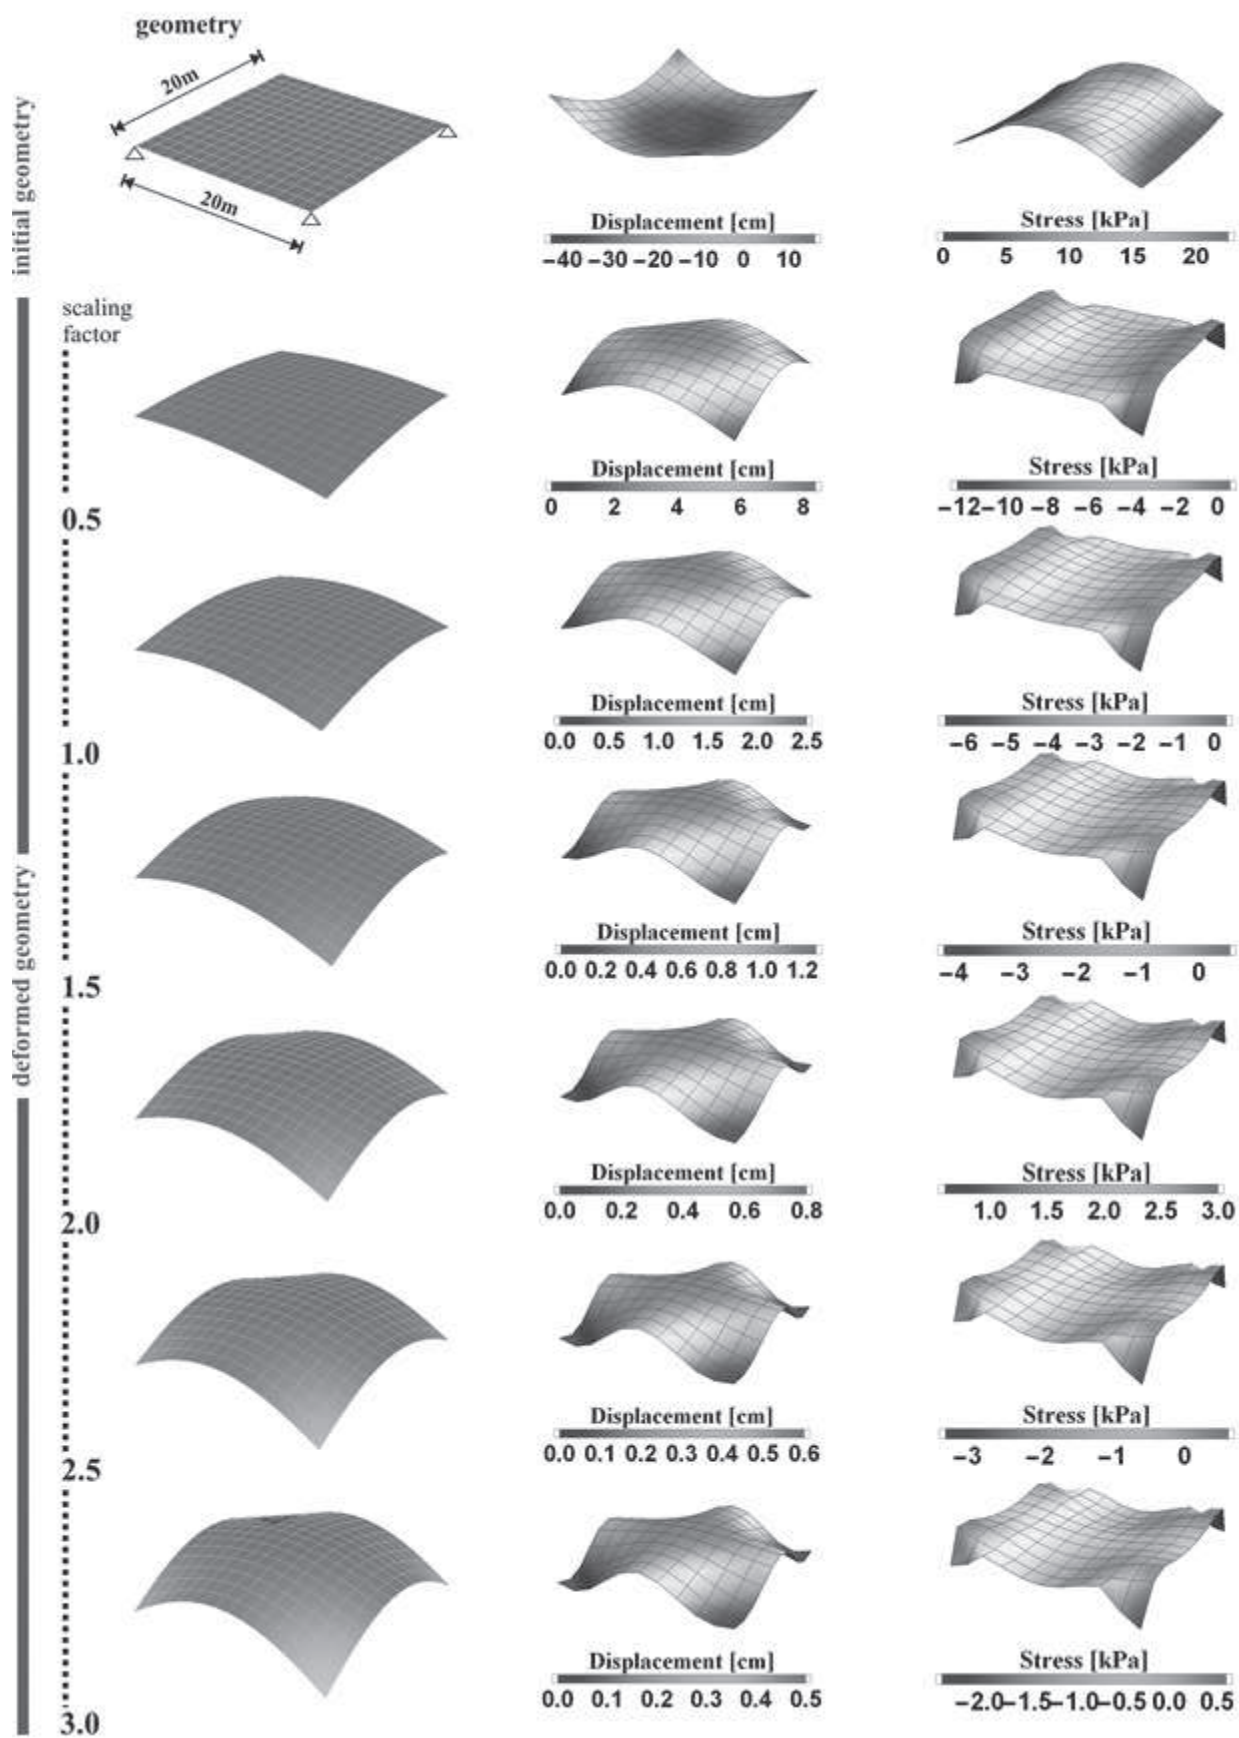 geometry
20m
20m
initial geometry
Displacement [cm]
−40 −30 −20 −10 0 10
Stress [kPa]
0 5 10 15 20
scaling
factor
Displacement [cm]
0 2 4 6 8
Stress [kPa]
−12−10 −8 −6 −4 −2 0
0.5
Displacement [cm]
0.0 0.5 1.0 1.5 2.0 2.5
Stress [kPa]
−6 −5 −4 −3 −2 −1 0
1.0
deformed geometry
Displacement [cm]
0.0 0.2 0.4 0.6 0.8 1.0 1.2
Stress [kPa]
−4 −3 −2 −1 0
1.5
Displacement [cm]
0.0 0.2 0.4 0.6 0.8
Stress [kPa]
1.0 1.5 2.0 2.5 3.0
2.0
Displacement [cm]
0.0 0.1 0.2 0.3 0.4 0.5 0.6
Stress [kPa]
−3 −2 −1 0
2.5
Displacement [cm]
0.0 0.1 0.2 0.3 0.4 0.5
Stress [kPa]
−2.0−1.5−1.0−0.5 0.0 0.5
3.0